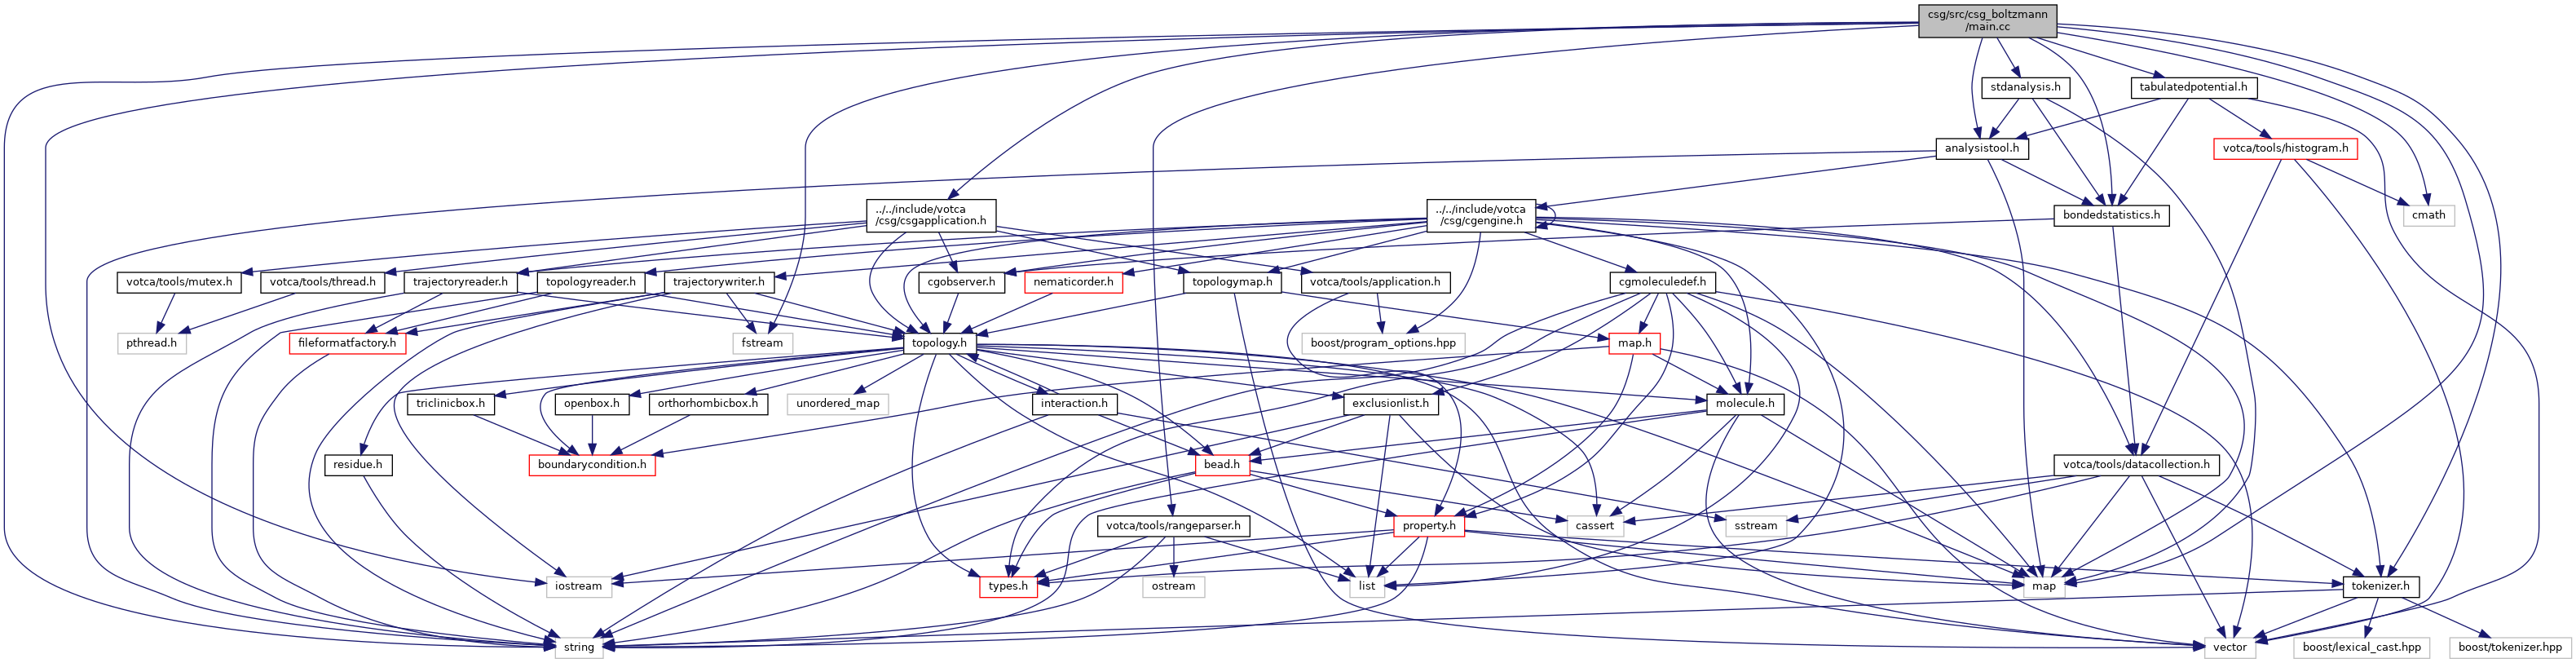 csg/src/csg_boltzmann
/main.cc
stdanalysis.h
tabulatedpotential.h
analysistool.h
votca/tools/histogram.h
../../include/votca
/csg/csgapplication.h
../../include/votca
/csg/cgengine.h
bondedstatistics.h
cmath
votca/tools/mutex.h
votca/tools/thread.h
trajectoryreader.h
topologyreader.h
trajectorywriter.h
cgobserver.h
nematicorder.h
topologymap.h
votca/tools/application.h
cgmoleculedef.h
pthread.h
fileformatfactory.h
fstream
topology.h
boost/program_options.hpp
map.h
triclinicbox.h
openbox.h
orthorhombicbox.h
unordered_map
interaction.h
exclusionlist.h
molecule.h
residue.h
boundarycondition.h
bead.h
votca/tools/datacollection.h
votca/tools/rangeparser.h
property.h
cassert
sstream
iostream
types.h
ostream
list
map
tokenizer.h
string
vector
boost/lexical_cast.hpp
boost/tokenizer.hpp